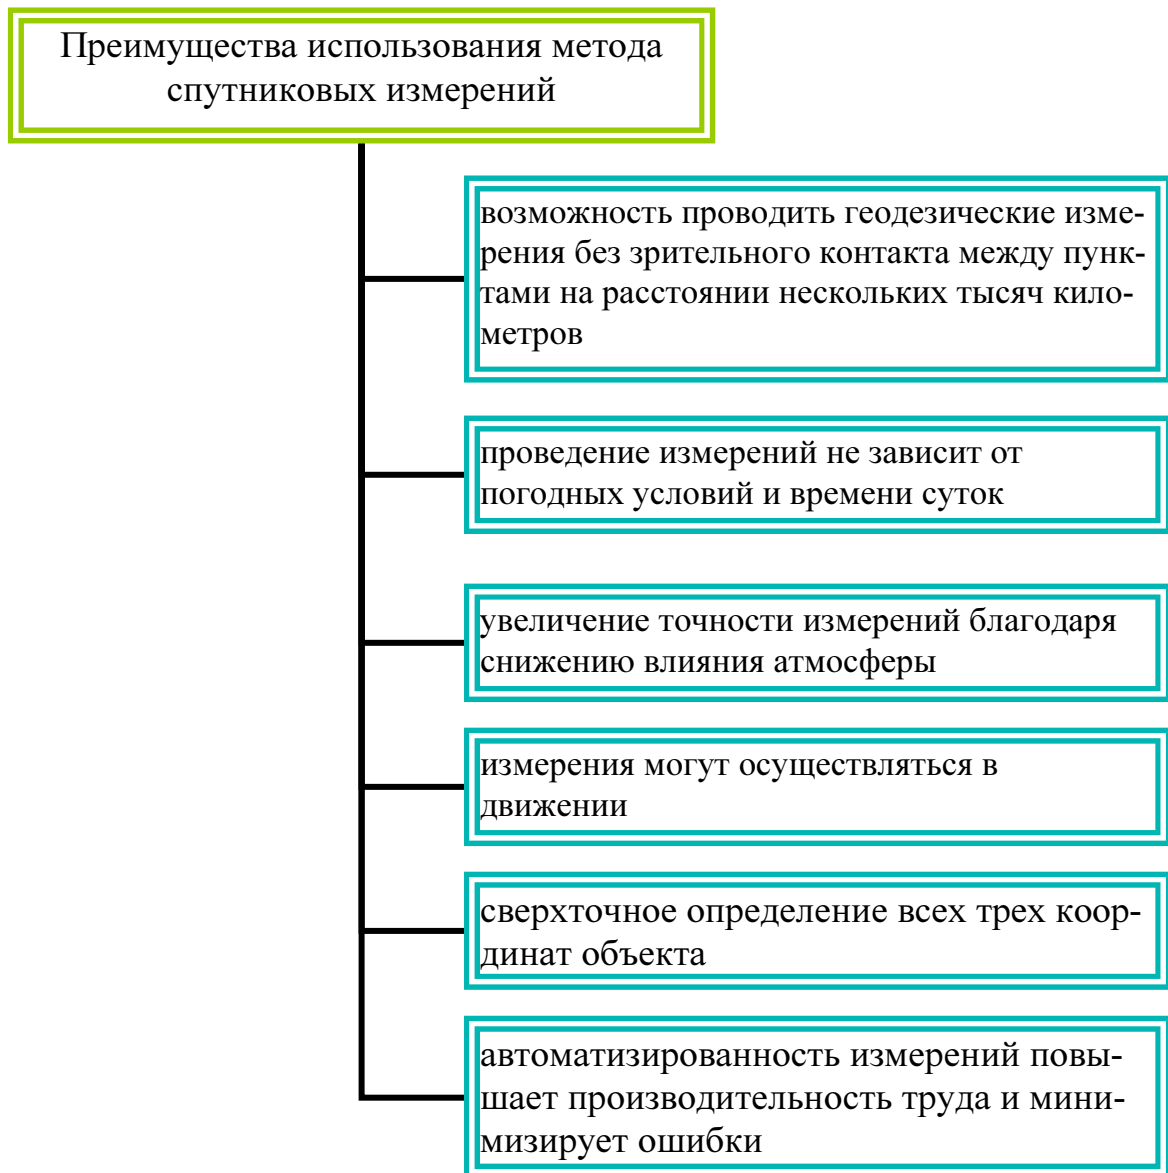 Преимущества использования метода
спутниковых измерений
возможность проводить геодезические изме-
рения без зрительного контакта между пунк-
тами на расстоянии нескольких тысяч кило-
метров
проведение измерений не зависит от
погодных условий и времени суток
увеличение точности измерений благодаря
снижению влияния атмосферы
измерения могут осуществляться в
движении
сверхточное определение всех трех коор-
динат объекта
автоматизированность измерений повы-
шает производительность труда и мини-
мизирует ошибки